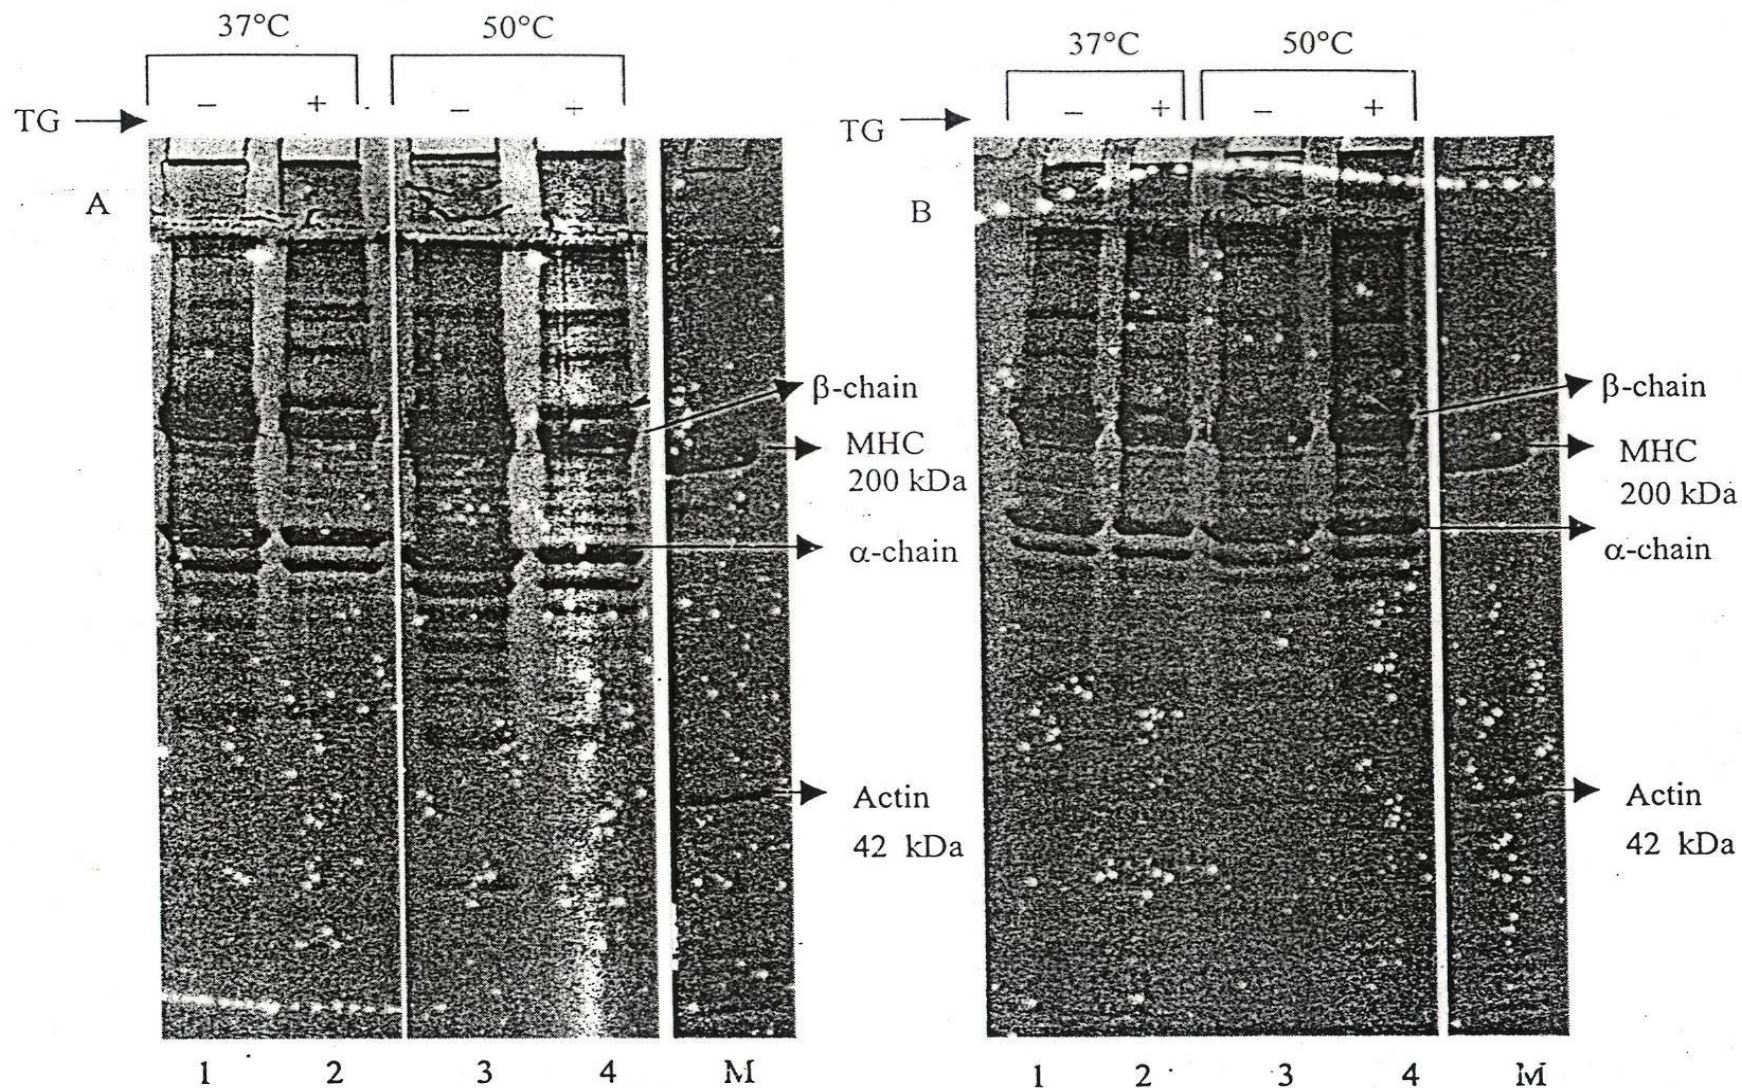 37°C 50°C
− + − +
TG
A
β-chain
MHC
200 kDa
α-chain
Actin
42 kDa
1 2 3 4 M
37°C 50°C
− + − +
TG
B
β-chain
MHC
200 kDa
α-chain
Actin
42 kDa
1 2 3 4 M